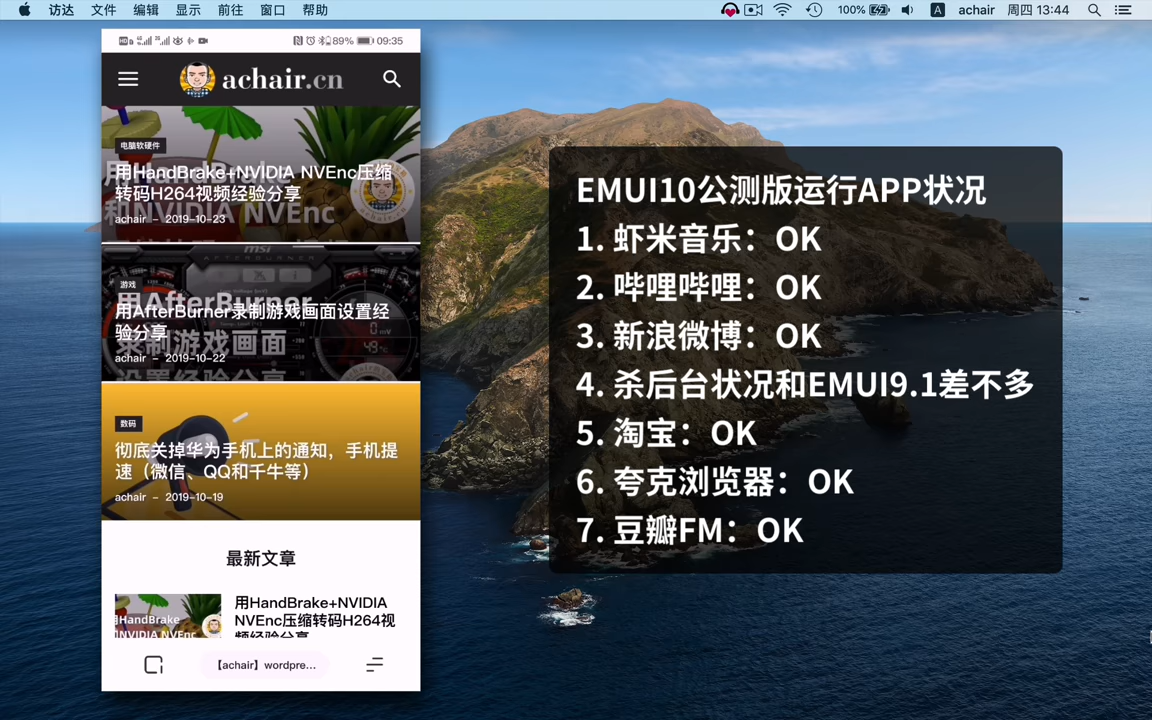 访达 文件 编辑 显示 前往 窗口 帮助 100% A achair 周四 13:44
89% 09:35
achair.cn
电脑软硬件
用HandBrake+NVIDIA NVEnc压缩
转码H264视频经验分享
achair – 2019-10-23
游戏
用AfterBurner录制游戏画面设置经
验分享
achair – 2019-10-22
数码
彻底关掉华为手机上的通知，手机提
速（微信、QQ和千牛等）
achair – 2019-10-19
最新文章
用HandBrake+NVIDIA
NVEnc压缩转码H264视
频经验分享
【achair】wordpre...
EMUI10公测版运行APP状况
1. 虾米音乐：OK
2. 哔哩哔哩：OK
3. 新浪微博：OK
4. 杀后台状况和EMUI9.1差不多
5. 淘宝：OK
6. 夸克浏览器：OK
7. 豆瓣FM：OK